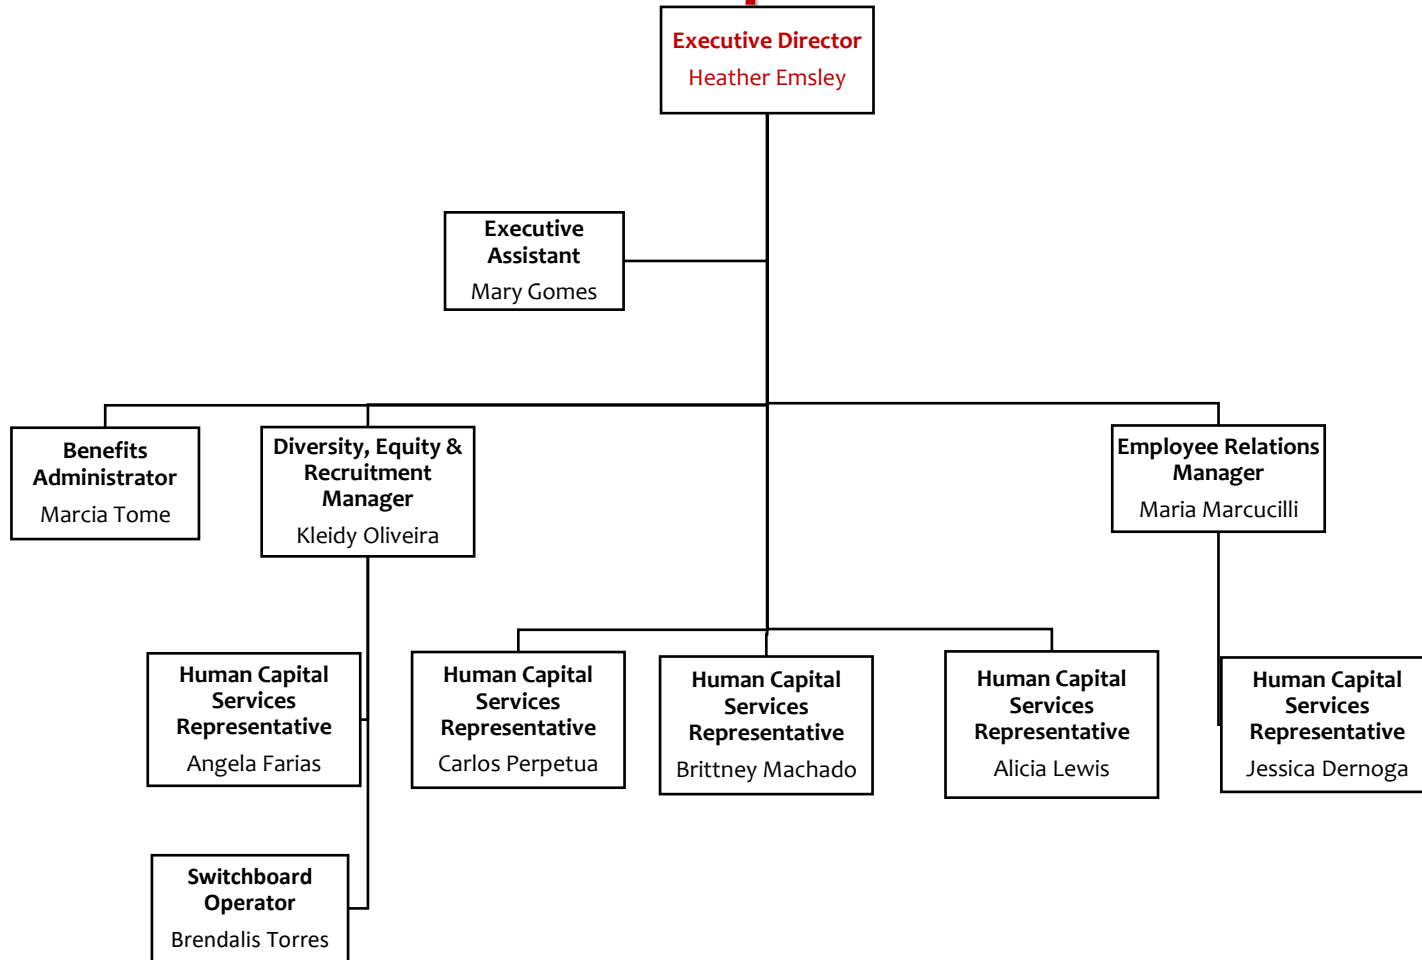 Executive Director
Heather Emsley
Executive
Assistant
Mary Gomes
Benefits
Administrator
Marcia Tome
Diversity, Equity &
Recruitment
Manager
Kleidy Oliveira
Employee Relations
Manager
Maria Marcucilli
Human Capital
Services
Representative
Angela Farias
Human Capital
Services
Representative
Carlos Perpetua
Human Capital
Services
Representative
Brittney Machado
Human Capital
Services
Representative
Alicia Lewis
Human Capital
Services
Representative
Jessica Dernoga
Switchboard
Operator
Brendalis Torres